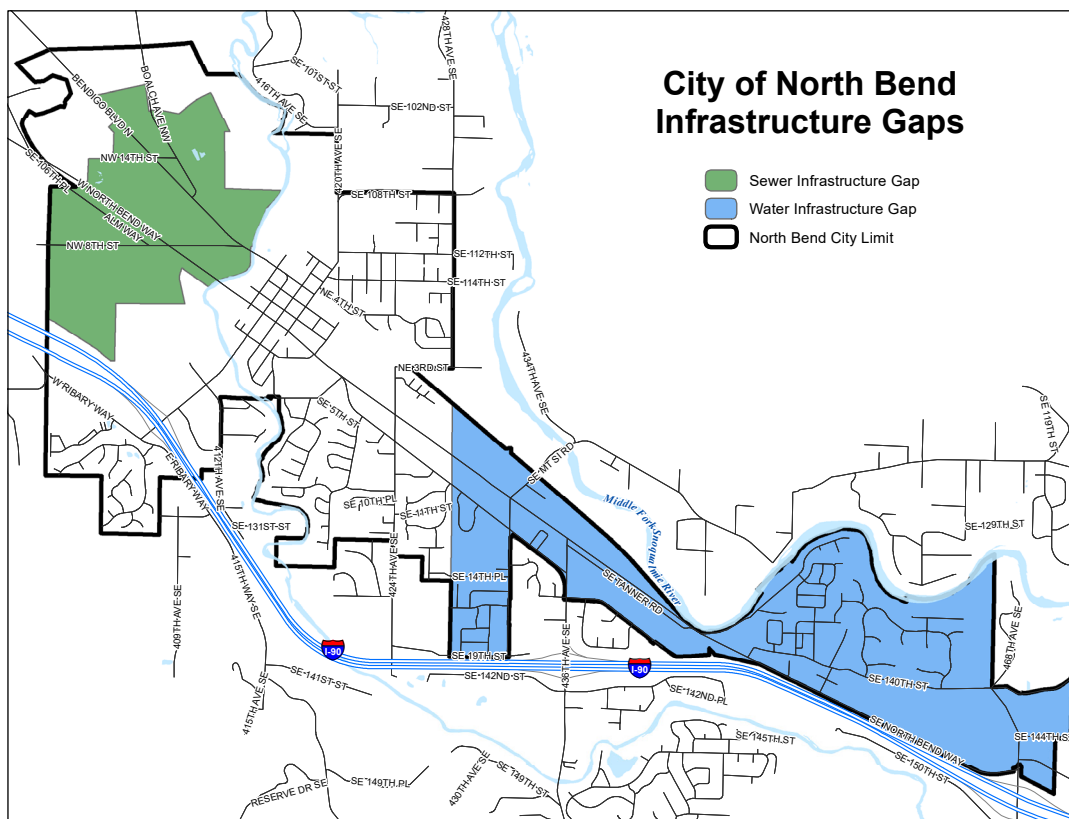 City of North Bend
Infrastructure Gaps
Sewer Infrastructure Gap
Water Infrastructure Gap
North Bend City Limit
428TH AVE SE
SE 101ST ST
416TH AVE SE
SE 102ND ST
420TH AVE SE
BENDIGO BLVD N
BOALCH AVE NW
NW 14TH ST
SE 106TH PL
W NORTH BEND WAY
ALM WAY
NW 8TH ST
SE 108TH ST
SE 112TH ST
SE 114TH ST
NE 4TH ST
NE 3RD ST
434TH AVE SE
W RIBARY WAY
E RIBARY WAY
412TH AVE SE
SE 5TH ST
SE MT SI RD
SE 119TH ST
SE 10TH PL
SE 11TH ST
SE 131ST ST
Middle Fork Snoqualmie River
SE 129TH ST
415TH WAY SE
409TH AVE SE
424TH AVE SE
SE 14TH PL
SE TANNER RD
436TH AVE SE
468TH AVE SE
I-90
SE 19TH ST
I-90
SE 141ST ST
SE 142ND ST
SE 142ND PL
SE 140TH ST
415TH AVE SE
SE 145TH ST
SE NORTH BEND WAY
SE 144TH S
SE 150TH ST
SE 149TH PL
RESERVE DR SE
430TH AVE SE
SE 149TH ST